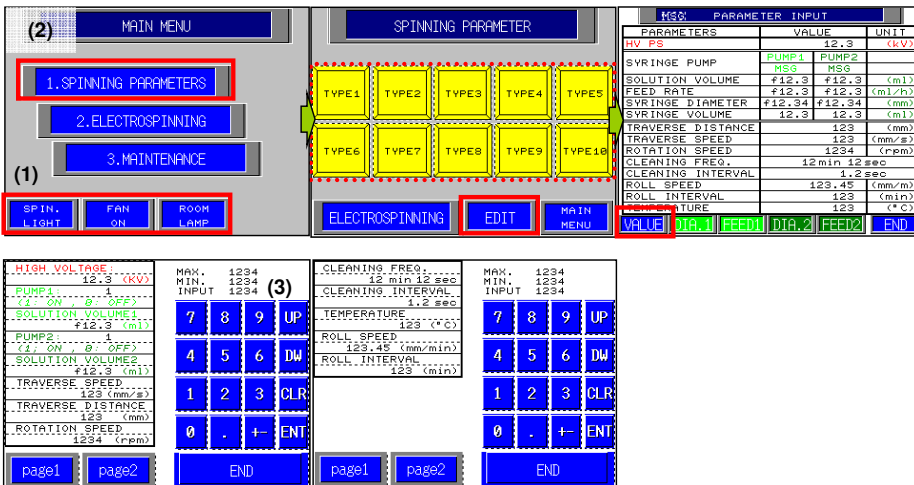 (2)
MAIN MENU
1.SPINNING PARAMETERS
2.ELECTROSPINNING
3.MAINTENANCE
(1)
SPIN. LIGHT
FAN ON
ROOM LAMP
SPINNING PARAMETER
TYPE1 TYPE2 TYPE3 TYPE4 TYPE5
TYPE6 TYPE7 TYPE8 TYPE9 TYPE10
ELECTROSPINNING
EDIT
MAIN MENU
MSG: PARAMETER INPUT
PARAMETERS VALUE UNIT
HV PS 12.3 (kV)
SYRINGE PUMP PUMP1 MSG PUMP2 MSG
SOLUTION VOLUME f12.3 f12.3 (ml)
FEED RATE f12.3 f12.3 (ml/h)
SYRINGE DIAMETER f12.34 f12.34 (mm)
SYRINGE VOLUME 12.3 12.3 (ml)
TRAVERSE DISTANCE 123 (mm)
TRAVERSE SPEED 123 (mm/s)
ROTATION SPEED 1234 (rpm)
CLEANING FREQ. 12min 12sec
CLEANING INTERVAL 1.2sec
ROLL SPEED 123.45 (mm/m)
ROLL INTERVAL 123 (min)
TEMPERATURE 123 (°C)
VALUE DIA.1 FEED1 DIA.2 FEED2 END
HIGH VOLTAGE:
12.3 (KV)
PUMP1: 1
(1: ON , 0: OFF)
SOLUTION VOLUME1
f12.3 (ml)
PUMP2: 1
(1; ON , 0: OFF)
SOLUTION VOLUME2
f12.3 (ml)
TRAVERSE SPEED
123 (mm/s)
TRAVERSE DISTANCE
123 (mm)
ROTATION SPEED
1234 (rpm)
page1 page2
MAX. 1234
MIN. 1234
INPUT 1234
(3)
7 8 9 UP
4 5 6 DW
1 2 3 CLR
0 . +- ENT
END
CLEANING FREQ.
12 min 12 sec
CLEANING INTERVAL
1.2 sec
TEMPERATURE
123 (°C)
ROLL SPEED
123.45 (mm/min)
ROLL INTERVAL
123 (min)
page1 page2
MAX. 1234
MIN. 1234
INPUT 1234
7 8 9 UP
4 5 6 DW
1 2 3 CLR
0 . +- ENT
END